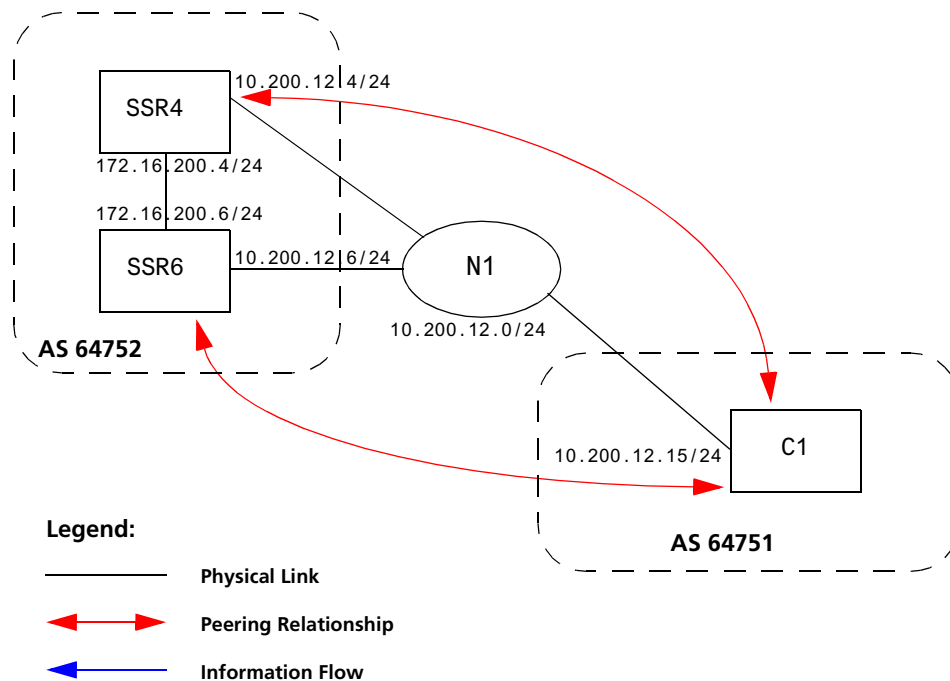 10.200.12.4/24
SSR4
172.16.200.4/24
172.16.200.6/24
SSR6
10.200.12.6/24
N1
10.200.12.0/24
AS 64752
C1
10.200.12.15/24
AS 64751
Legend:
Physical Link
Peering Relationship
Information Flow